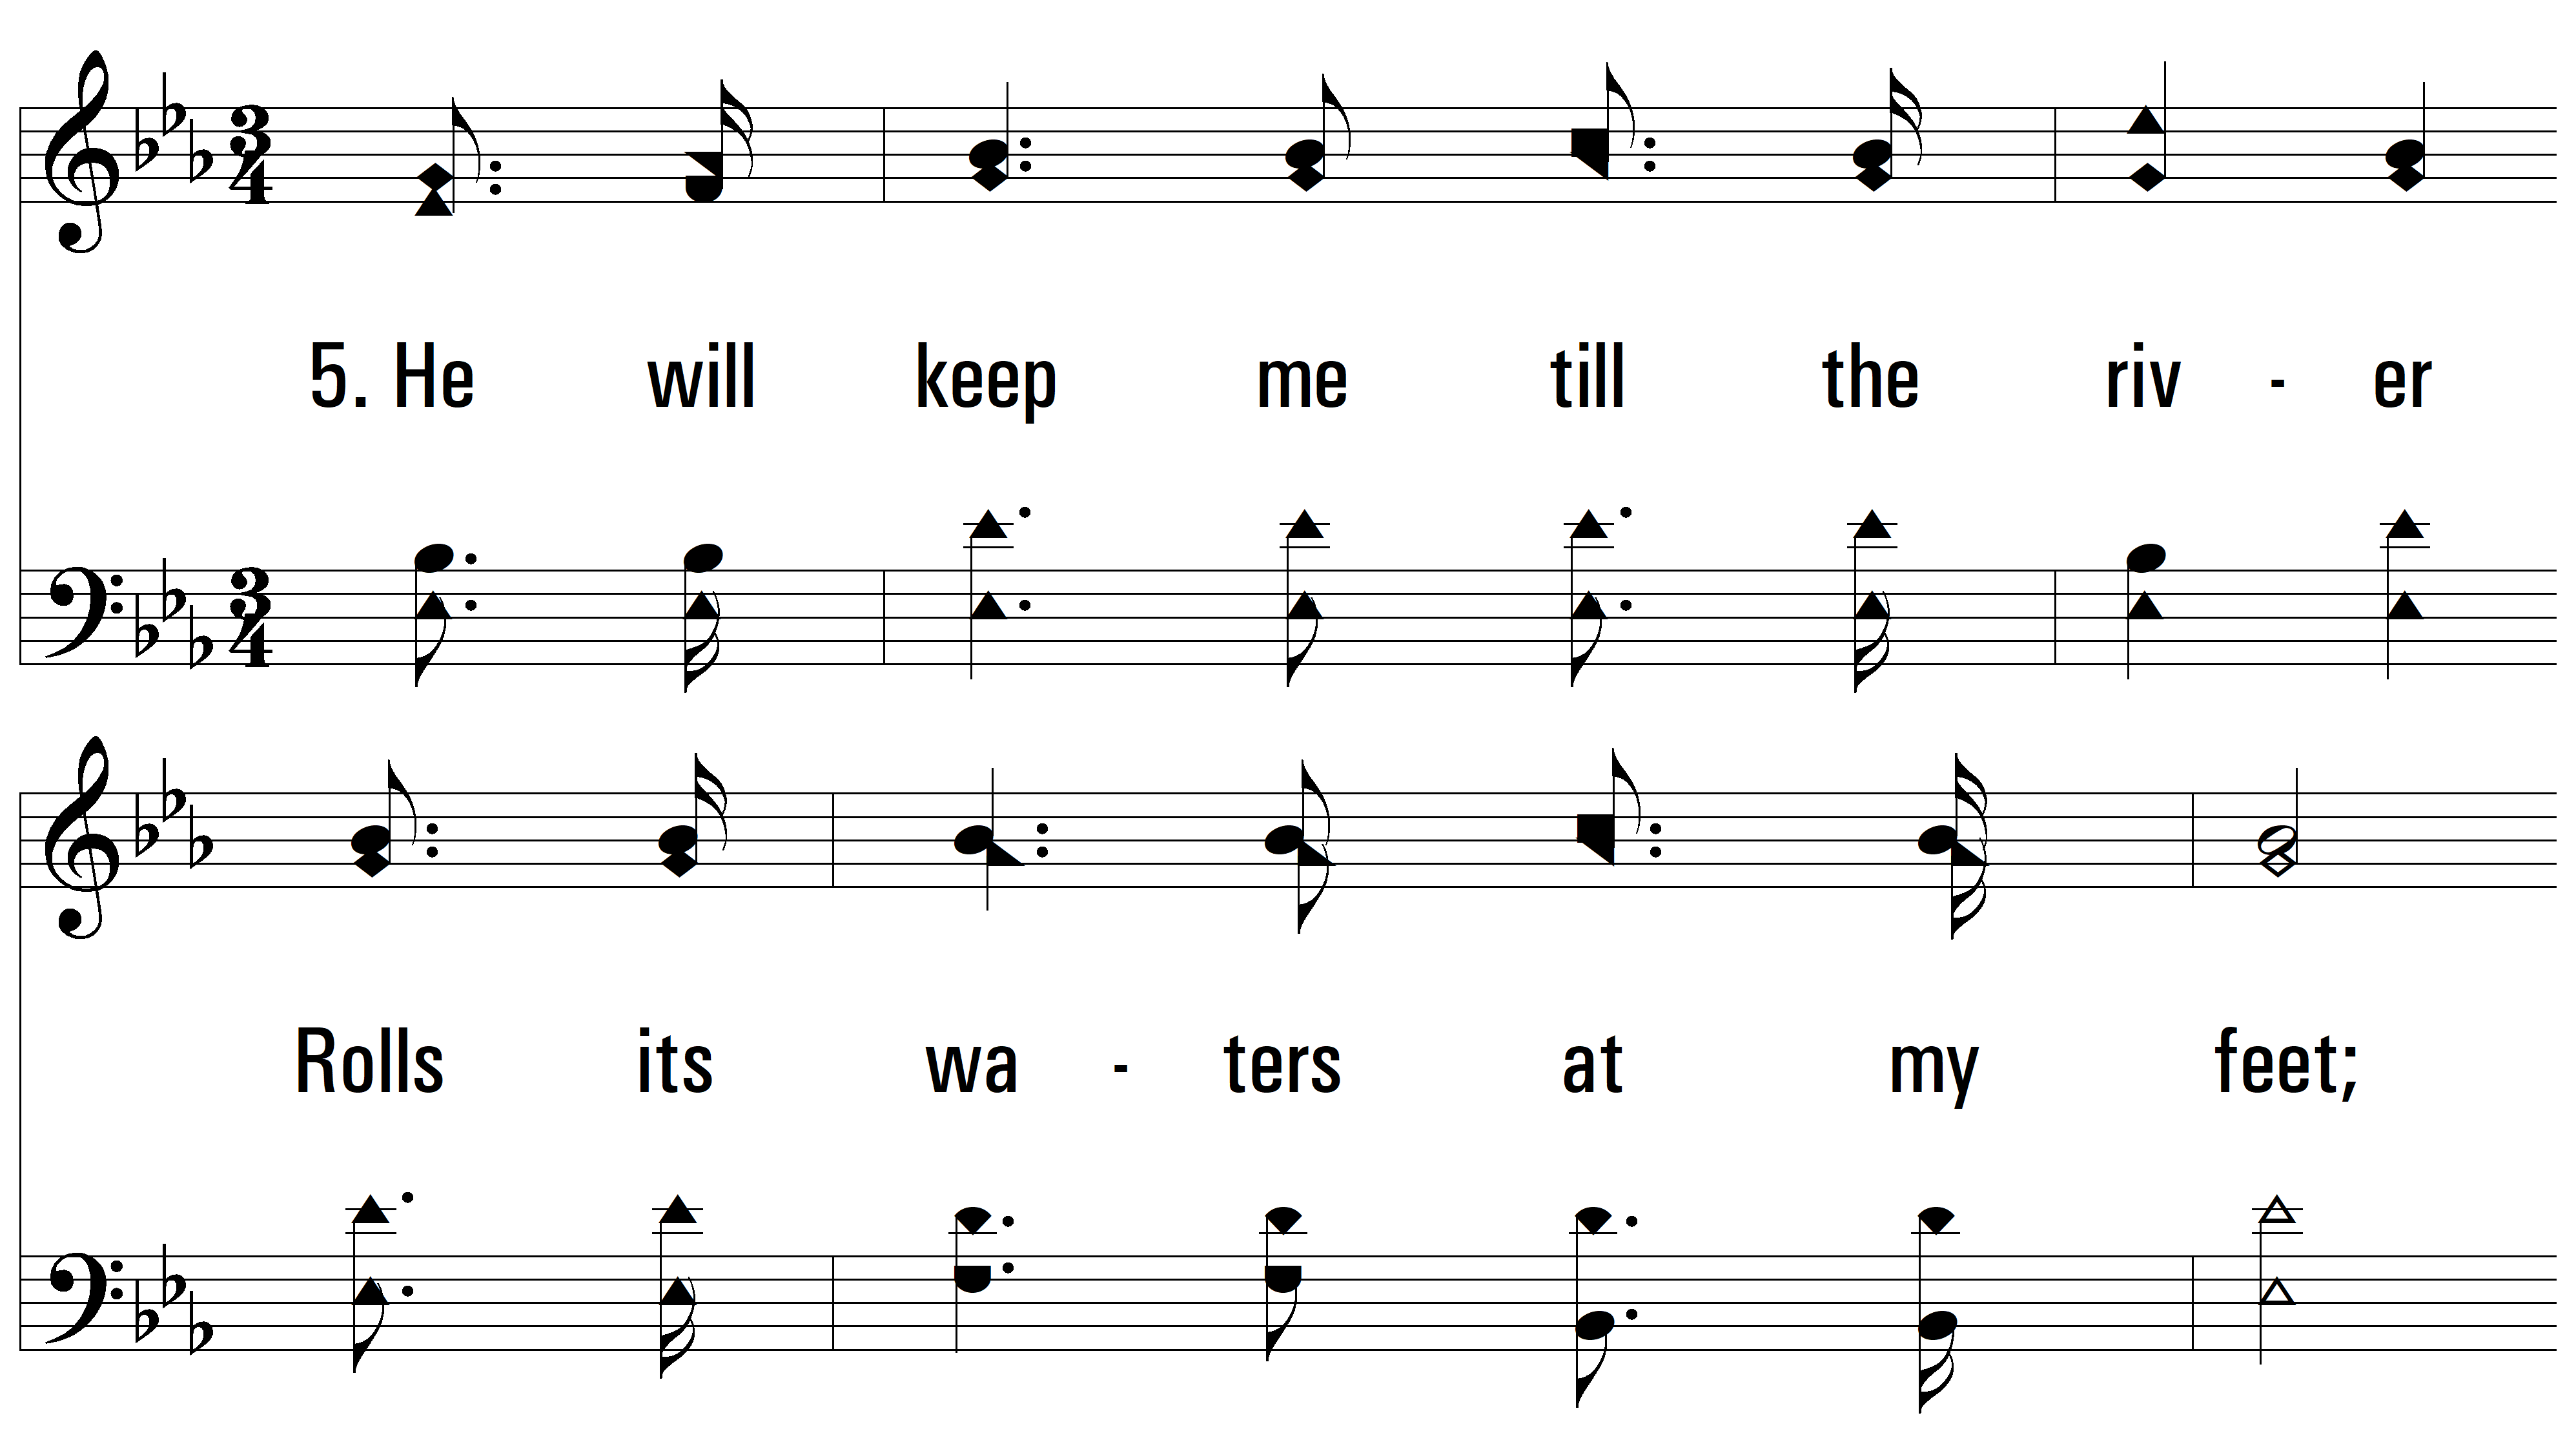 5. He will keep me till the riv - er
Rolls its wa - ters at my feet;